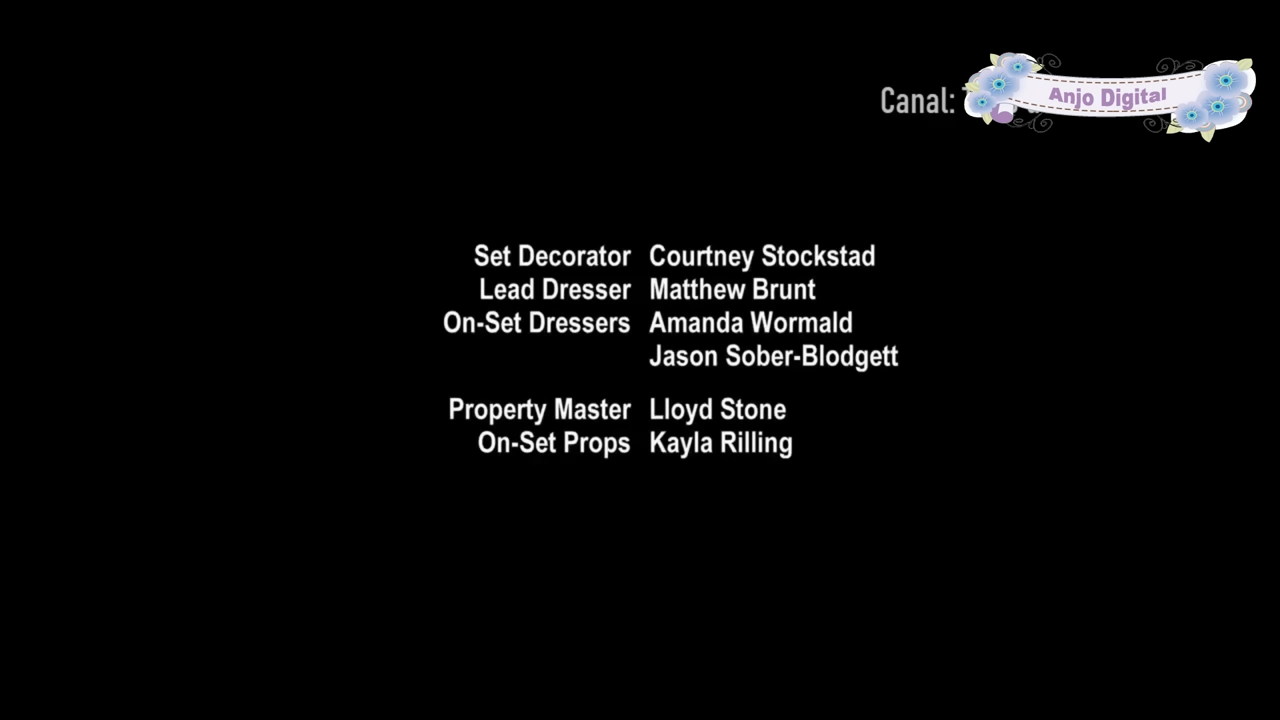 Canal:
Anjo Digital
Set Decorator Courtney Stockstad
Lead Dresser Matthew Brunt
On-Set Dressers Amanda Wormald
Jason Sober-Blodgett
Property Master Lloyd Stone
On-Set Props Kayla Rilling